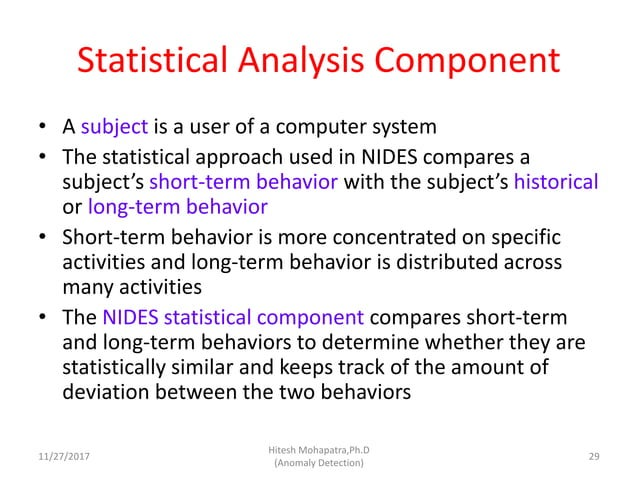 Statistical Analysis Component
• A subject is a user of a computer system
• The statistical approach used in NIDES compares a
subject’s short-term behavior with the subject’s historical
or long-term behavior
• Short-term behavior is more concentrated on specific
activities and long-term behavior is distributed across
many activities
• The NIDES statistical component compares short-term
and long-term behaviors to determine whether they are
statistically similar and keeps track of the amount of
deviation between the two behaviors
11/27/2017
Hitesh Mohapatra,Ph.D
(Anomaly Detection)
29